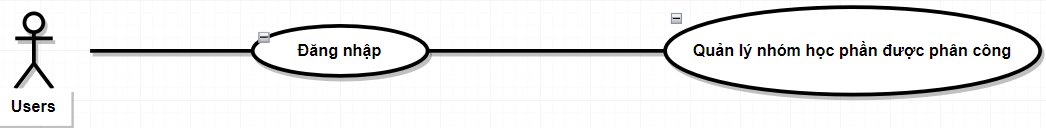 Đăng nhập
Quản lý nhóm học phần được phân công
Users